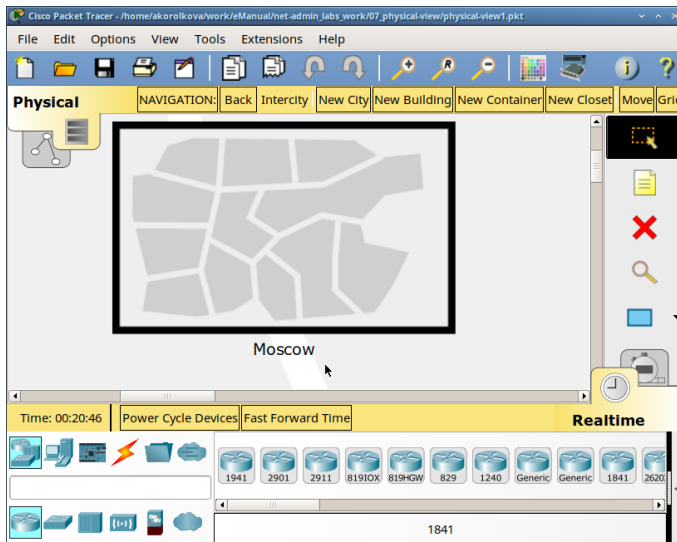 Cisco Packet Tracer - /home/akorolkova/work/eManual/net-admin_labs_work/07_physical-view/physical-view1.pkt
File Edit Options View Tools Extensions Help
Physical
NAVIGATION: Back Intercity New City New Building New Container New Closet Move Gri
R
i ?
Moscow
Time: 00:20:46 Power Cycle Devices Fast Forward Time
Realtime
1941 2901 2911 819IOX 819HGW 829 1240 Generic Generic 1841 2620
1841